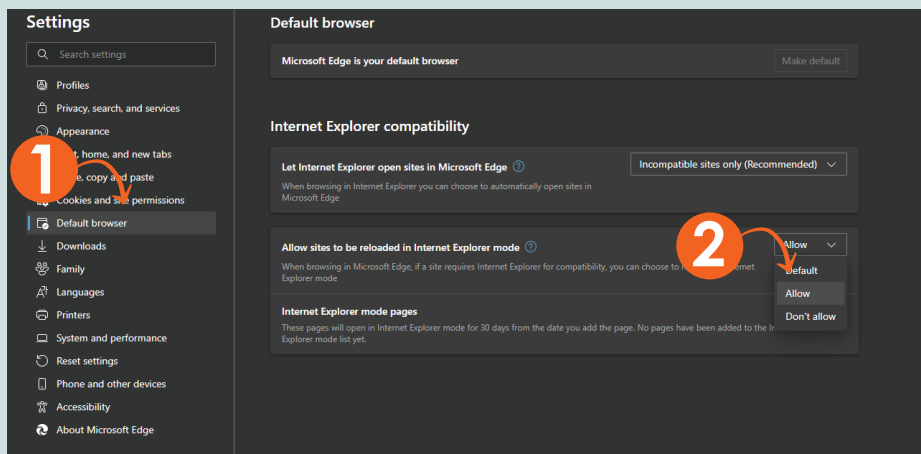 Settings
Search settings
Profiles
Privacy, search, and services
Appearance
home, and new tabs
copy and paste
Cookies and site permissions
Default browser
Downloads
Family
Languages
Printers
System and performance
Reset settings
Phone and other devices
Accessibility
About Microsoft Edge
1
Default browser
Microsoft Edge is your default browser
Make default
Internet Explorer compatibility
Let Internet Explorer open sites in Microsoft Edge
Incompatible sites only (Recommended)
When browsing in Internet Explorer you can choose to automatically open sites in
Microsoft Edge
Allow sites to be reloaded in Internet Explorer mode
Allow
When browsing in Microsoft Edge, if a site requires Internet Explorer for compatibility, you can choose to
Explorer mode
2
Default
Allow
Don't allow
Internet Explorer mode pages
These pages will open in Internet Explorer mode for 30 days from the date you add the page. No pages have been added to the
Explorer mode list yet.